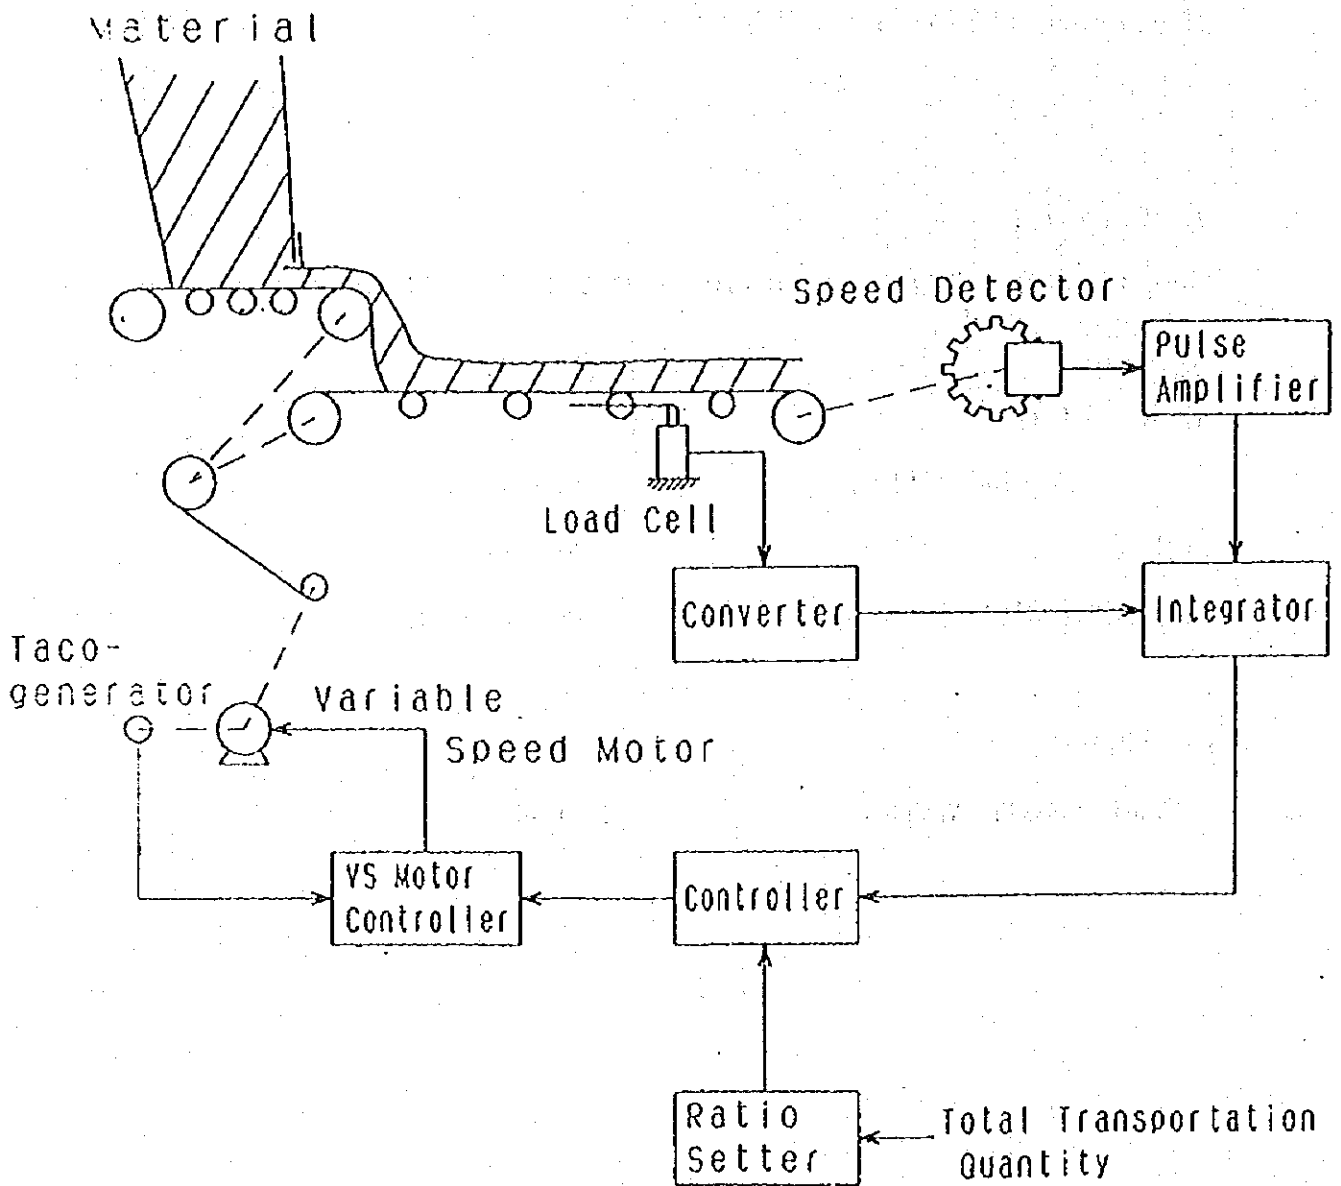 Material
Speed Detector
Pulse
Amplifier
Load Cell
Converter
Integrator
Taco-
generator
Variable
Speed Motor
VS Motor
Controller
Controller
Ratio
Setter
Total Transportation
Quantity